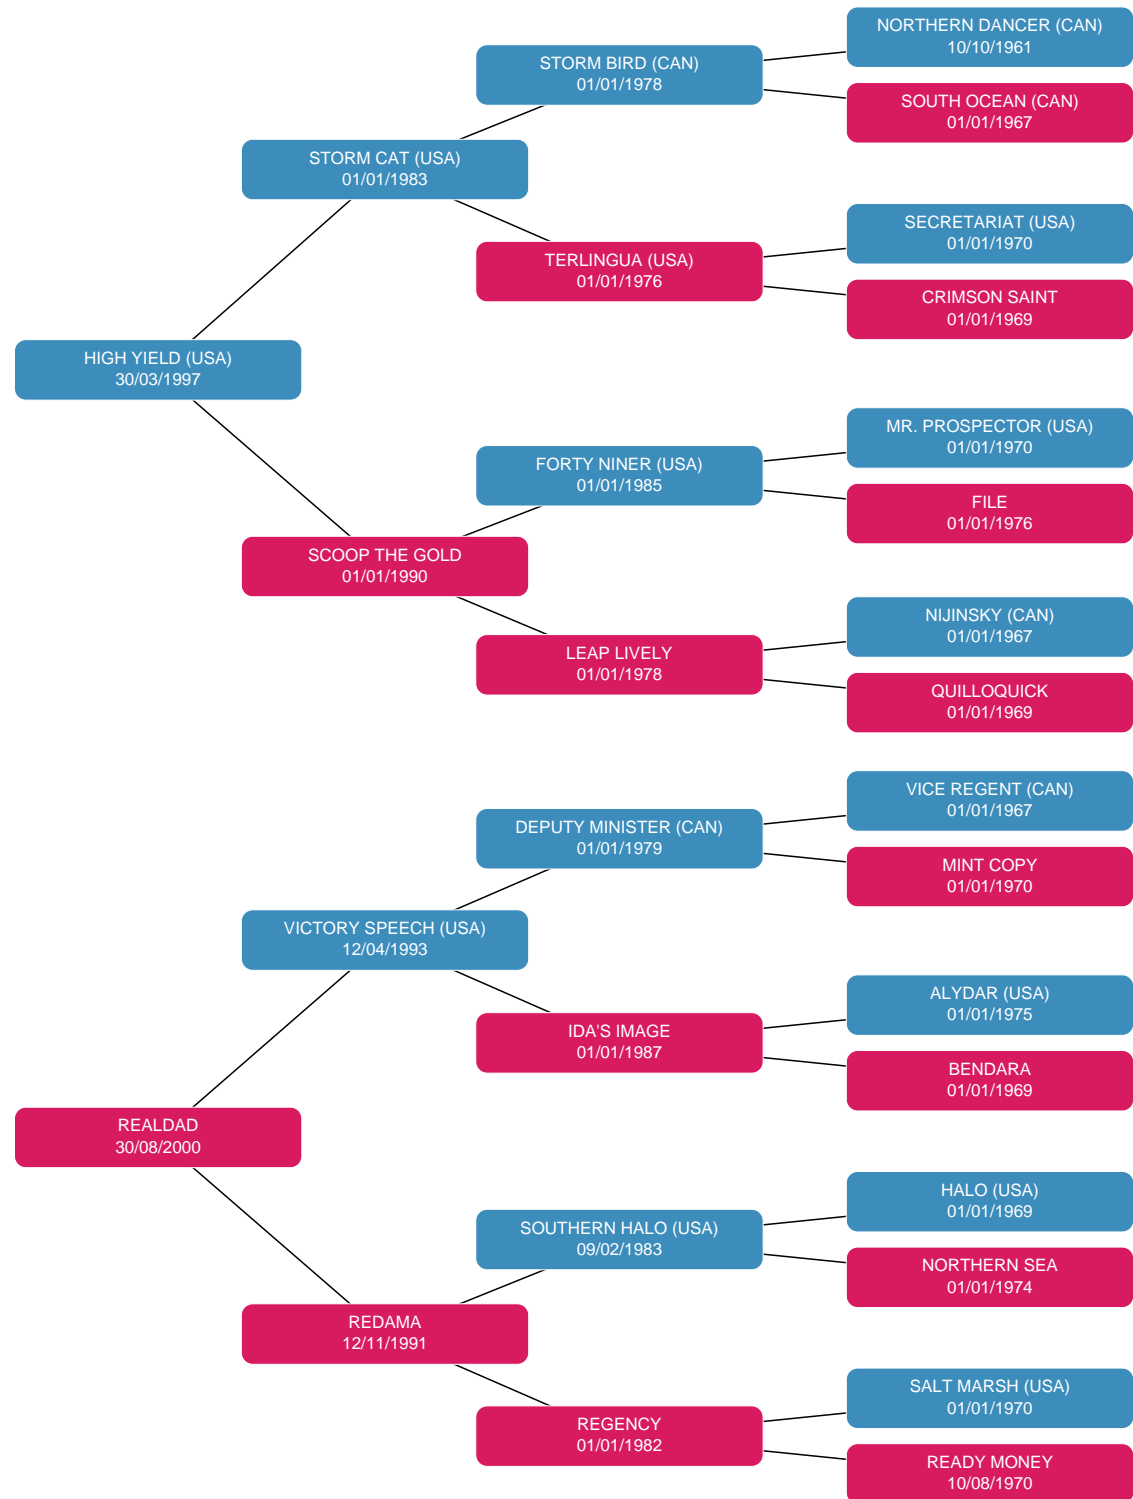 NORTHERN DANCER (CAN)
10/10/1961
STORM BIRD (CAN)
01/01/1978
SOUTH OCEAN (CAN)
01/01/1967
STORM CAT (USA)
01/01/1983
SECRETARIAT (USA)
01/01/1970
TERLINGUA (USA)
01/01/1976
CRIMSON SAINT
01/01/1969
HIGH YIELD (USA)
30/03/1997
MR. PROSPECTOR (USA)
01/01/1970
FORTY NINER (USA)
01/01/1985
FILE
01/01/1976
SCOOP THE GOLD
01/01/1990
NIJINSKY (CAN)
01/01/1967
LEAP LIVELY
01/01/1978
QUILLOQUICK
01/01/1969
VICE REGENT (CAN)
01/01/1967
DEPUTY MINISTER (CAN)
01/01/1979
MINT COPY
01/01/1970
VICTORY SPEECH (USA)
12/04/1993
ALYDAR (USA)
01/01/1975
IDA'S IMAGE
01/01/1987
BENDARA
01/01/1969
REALDAD
30/08/2000
HALO (USA)
01/01/1969
SOUTHERN HALO (USA)
09/02/1983
NORTHERN SEA
01/01/1974
REDAMA
12/11/1991
SALT MARSH (USA)
01/01/1970
REGENCY
01/01/1982
READY MONEY
10/08/1970